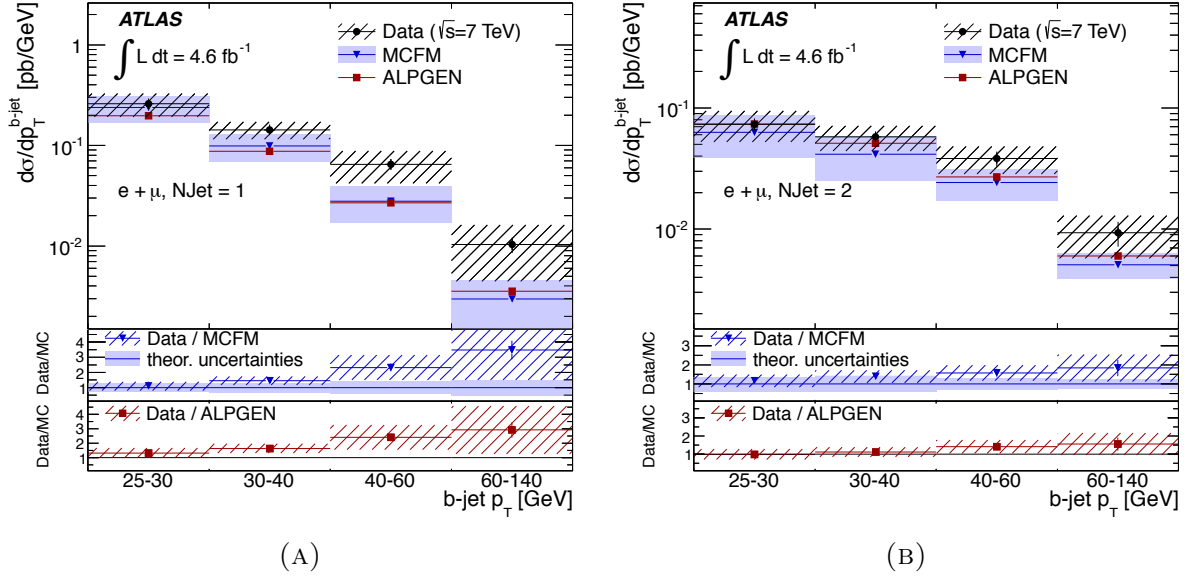 ATLAS
∫ L dt = 4.6 fb⁻¹
Data (√s=7 TeV)
MCFM
ALPGEN
e + μ, NJet = 1
dσ/dp_T^{b-jet} [pb/GeV]
1
10⁻¹
10⁻²
Data / MCFM
theor. uncertainties
Data/MC
4
3
2
1
Data / ALPGEN
Data/MC
4
3
2
1
25-30 30-40 40-60 60-140
b-jet p_T [GeV]
(A)
ATLAS
∫ L dt = 4.6 fb⁻¹
Data (√s=7 TeV)
MCFM
ALPGEN
e + μ, NJet = 2
dσ/dp_T^{b-jet} [pb/GeV]
10⁻¹
10⁻²
Data / MCFM
theor. uncertainties
Data/MC
3
2
1
Data / ALPGEN
Data/MC
3
2
1
25-30 30-40 40-60 60-140
b-jet p_T [GeV]
(B)